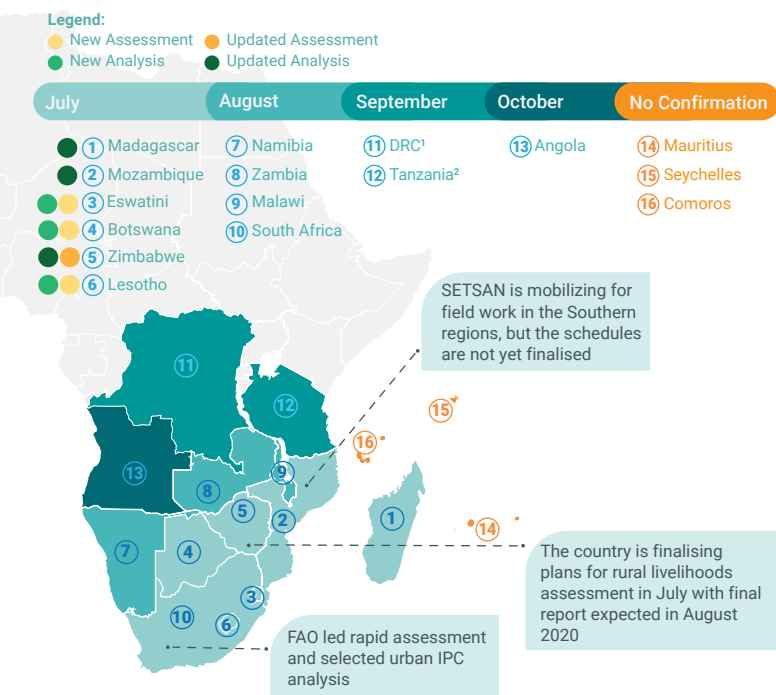 Legend:
New Assessment Updated Assessment
New Analysis Updated Analysis
July August September October No Confirmation
1 Madagascar 7 Namibia 11 DRC¹ 13 Angola 14 Mauritius
2 Mozambique 8 Zambia 12 Tanzania² 15 Seychelles
3 Eswatini 9 Malawi 16 Comoros
4 Botswana 10 South Africa
5 Zimbabwe
6 Lesotho
SETSAN is mobilizing for
field work in the Southern
regions, but the schedules
are not yet finalised
11
12
15
16
13
9
8
5
1
2
14
7
4
The country is finalising
plans for rural livelihoods
assessment in July with final
report expected in August
2020
3
10
6
FAO led rapid assessment
and selected urban IPC
analysis